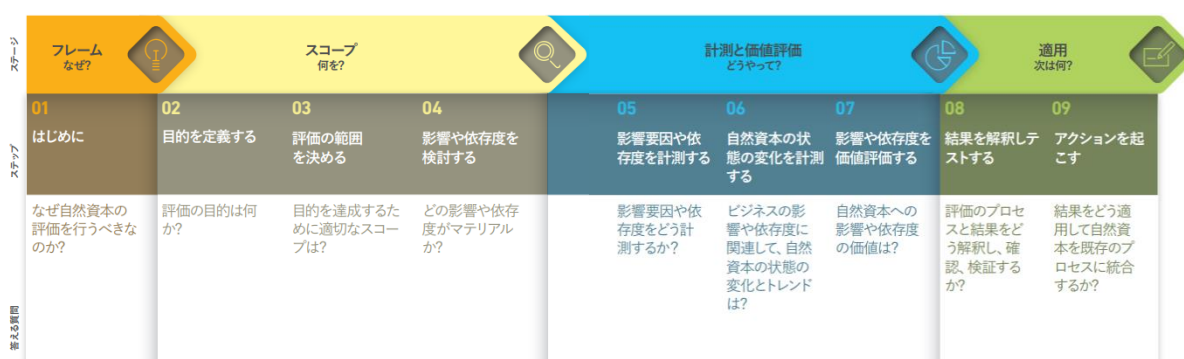 ステージ
フレーム
なぜ?
スコープ
何を?
計測と価値評価
どうやって?
適用
次は何?
ステップ
01
はじめに
02
目的を定義する
03
評価の範囲
を決める
04
影響や依存度を
検討する
05
影響要因や依
存度を計測する
06
自然資本の状
態の変化を計測
する
07
影響や依存度を
価値評価する
08
結果を解釈しテ
ストする
09
アクションを起
こす
答える質問
なぜ自然資本の
評価を行うべきな
のか?
評価の目的は何
か?
目的を達成するた
めに適切なスコー
プは?
どの影響や依存
度がマテリアル
か?
影響要因や依
存度をどう計
測するか?
ビジネスの影
響や依存度に
関連して、自然
資本の状態の
変化とトレンド
は?
自然資本への
影響や依存度
の価値は?
評価のプロセ
スと結果をど
う解釈し、確
認、検証する
か?
結果をどう適
用して自然資
本を既存のプ
ロセスに統合
するか?